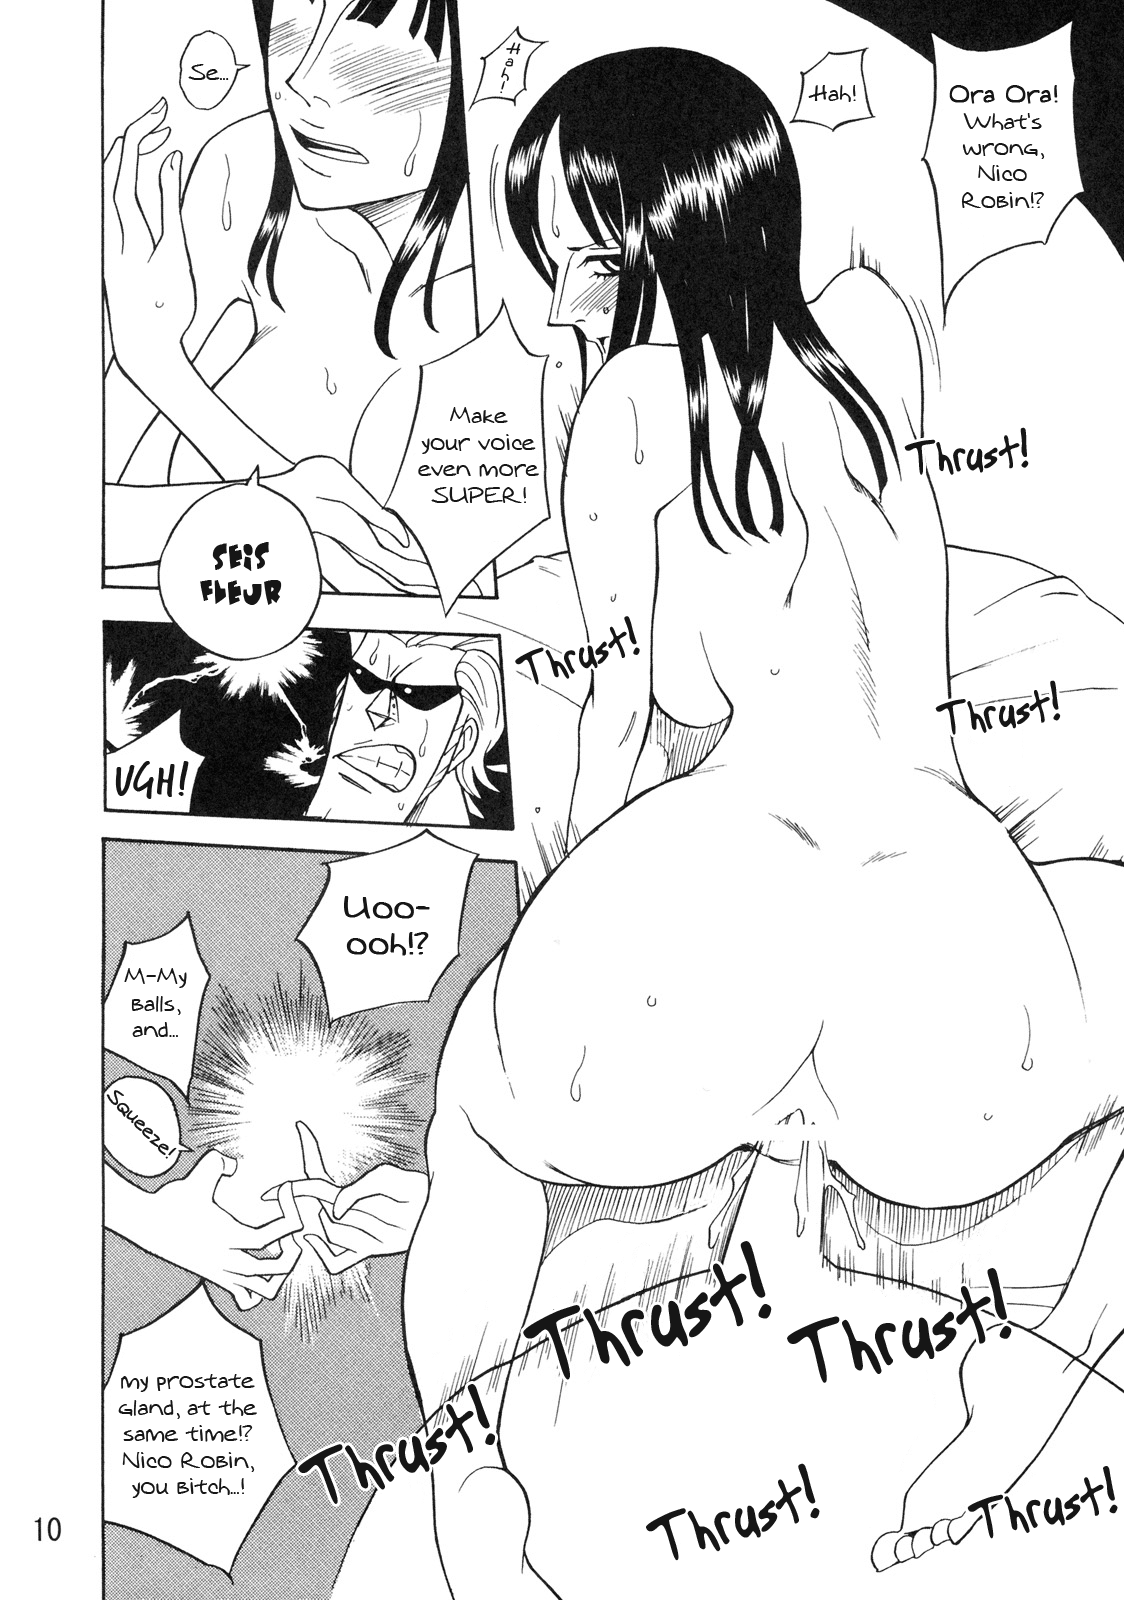 Ora Ora!
What's
wrong,
Nico
Robin!?
Hah!
Hah!
Thrust!
Thrust!
Thrust!
Make
your voice
even more
SUPER!
Se...
SEIS
FLEUR
UGH!
Uoo-
ooh!?
M-My
Balls,
and...
Squeeze!
My prostate
gland, at the
same time!?
Nico Robin,
you bitch...!
Thrust!
Thrust!
Thrust!
Thrust!
Thrust!
10